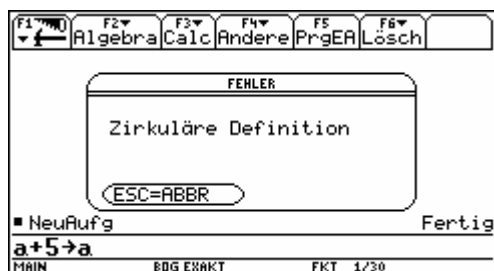 F1 F2 Algebra F3 Calc F4 Andere F5 PrgEA F6 Lösch
FEHLER
Zirkuläre Definition
ESC=ABBR
NeuAufg Fertig
a+5→a
MAIN BOG EXAKT FKT 1/30